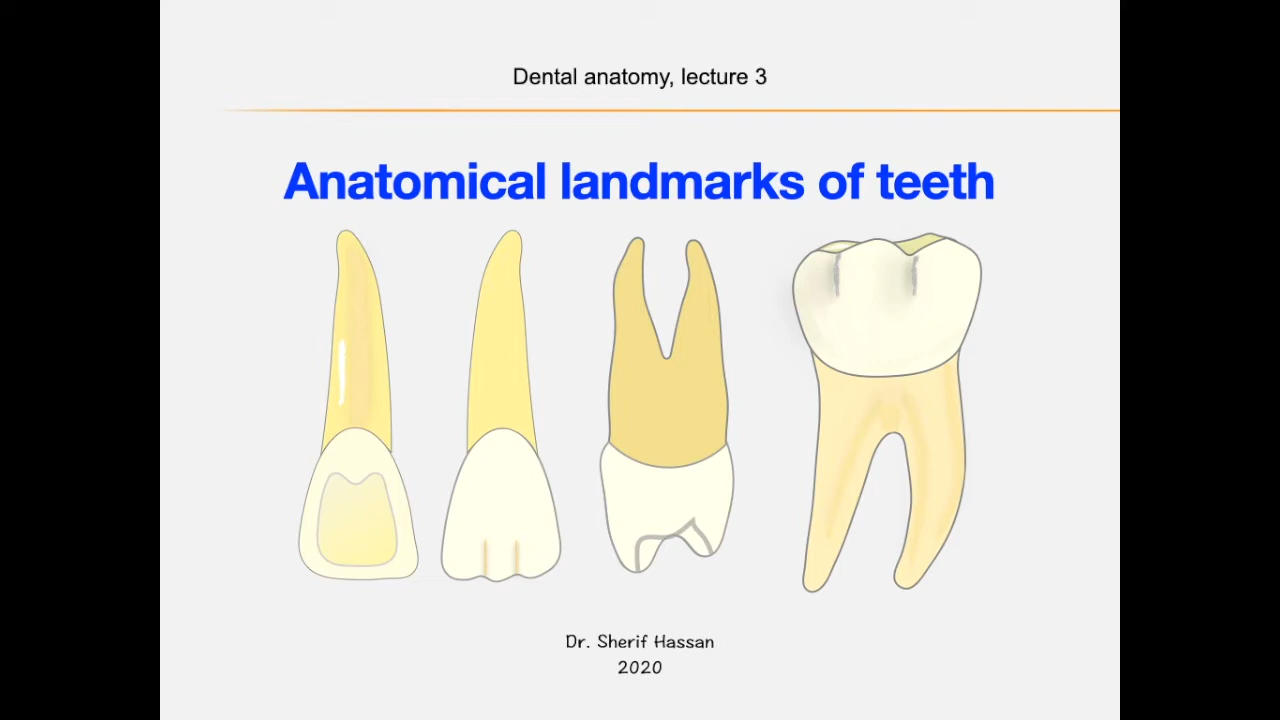 Dental anatomy, lecture 3
Anatomical landmarks of teeth
Dr. Sherif Hassan
2020